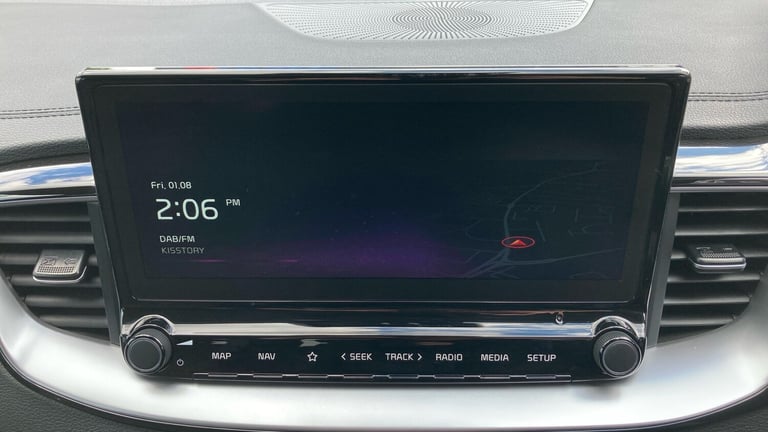 Fri, 01.08
2:06 PM
DAB/FM
KISSTORY
MAP NAV ☆ < SEEK TRACK > RADIO MEDIA SETUP